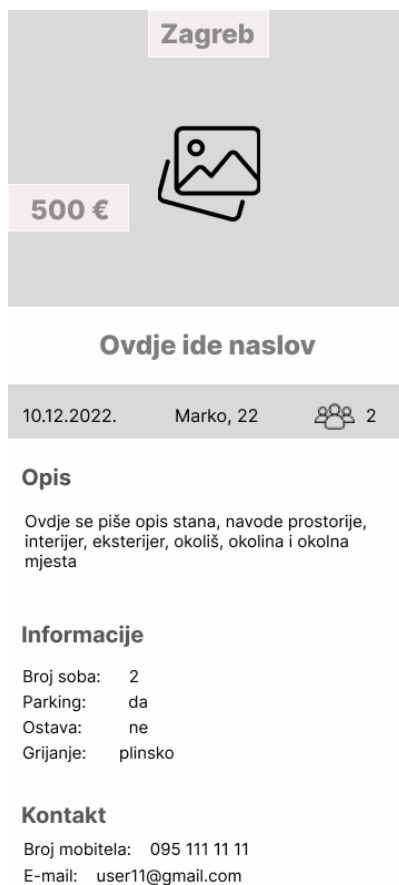 Zagreb
500 €
Ovdje ide naslov
10.12.2022. Marko, 22 2
Opis
Ovdje se piše opis stana, navode prostorije,
interijer, eksterijer, okoliš, okolina i okolna
mjesta
Informacije
Broj soba: 2
Parking: da
Ostava: ne
Grijanje: plinsko
Kontakt
Broj mobitela: 095 111 11 11
E-mail: user11@gmail.com